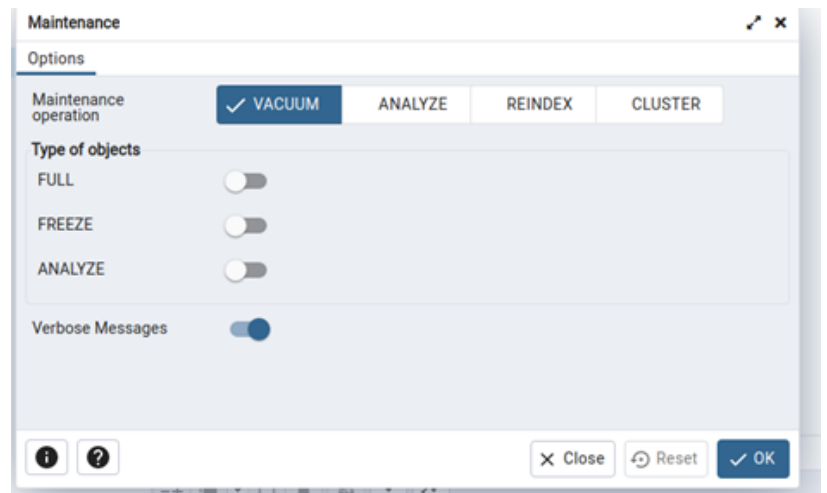 Maintenance
Options
Maintenance
operation
VACUUM ANALYZE REINDEX CLUSTER
Type of objects
FULL
FREEZE
ANALYZE
Verbose Messages
Close Reset OK